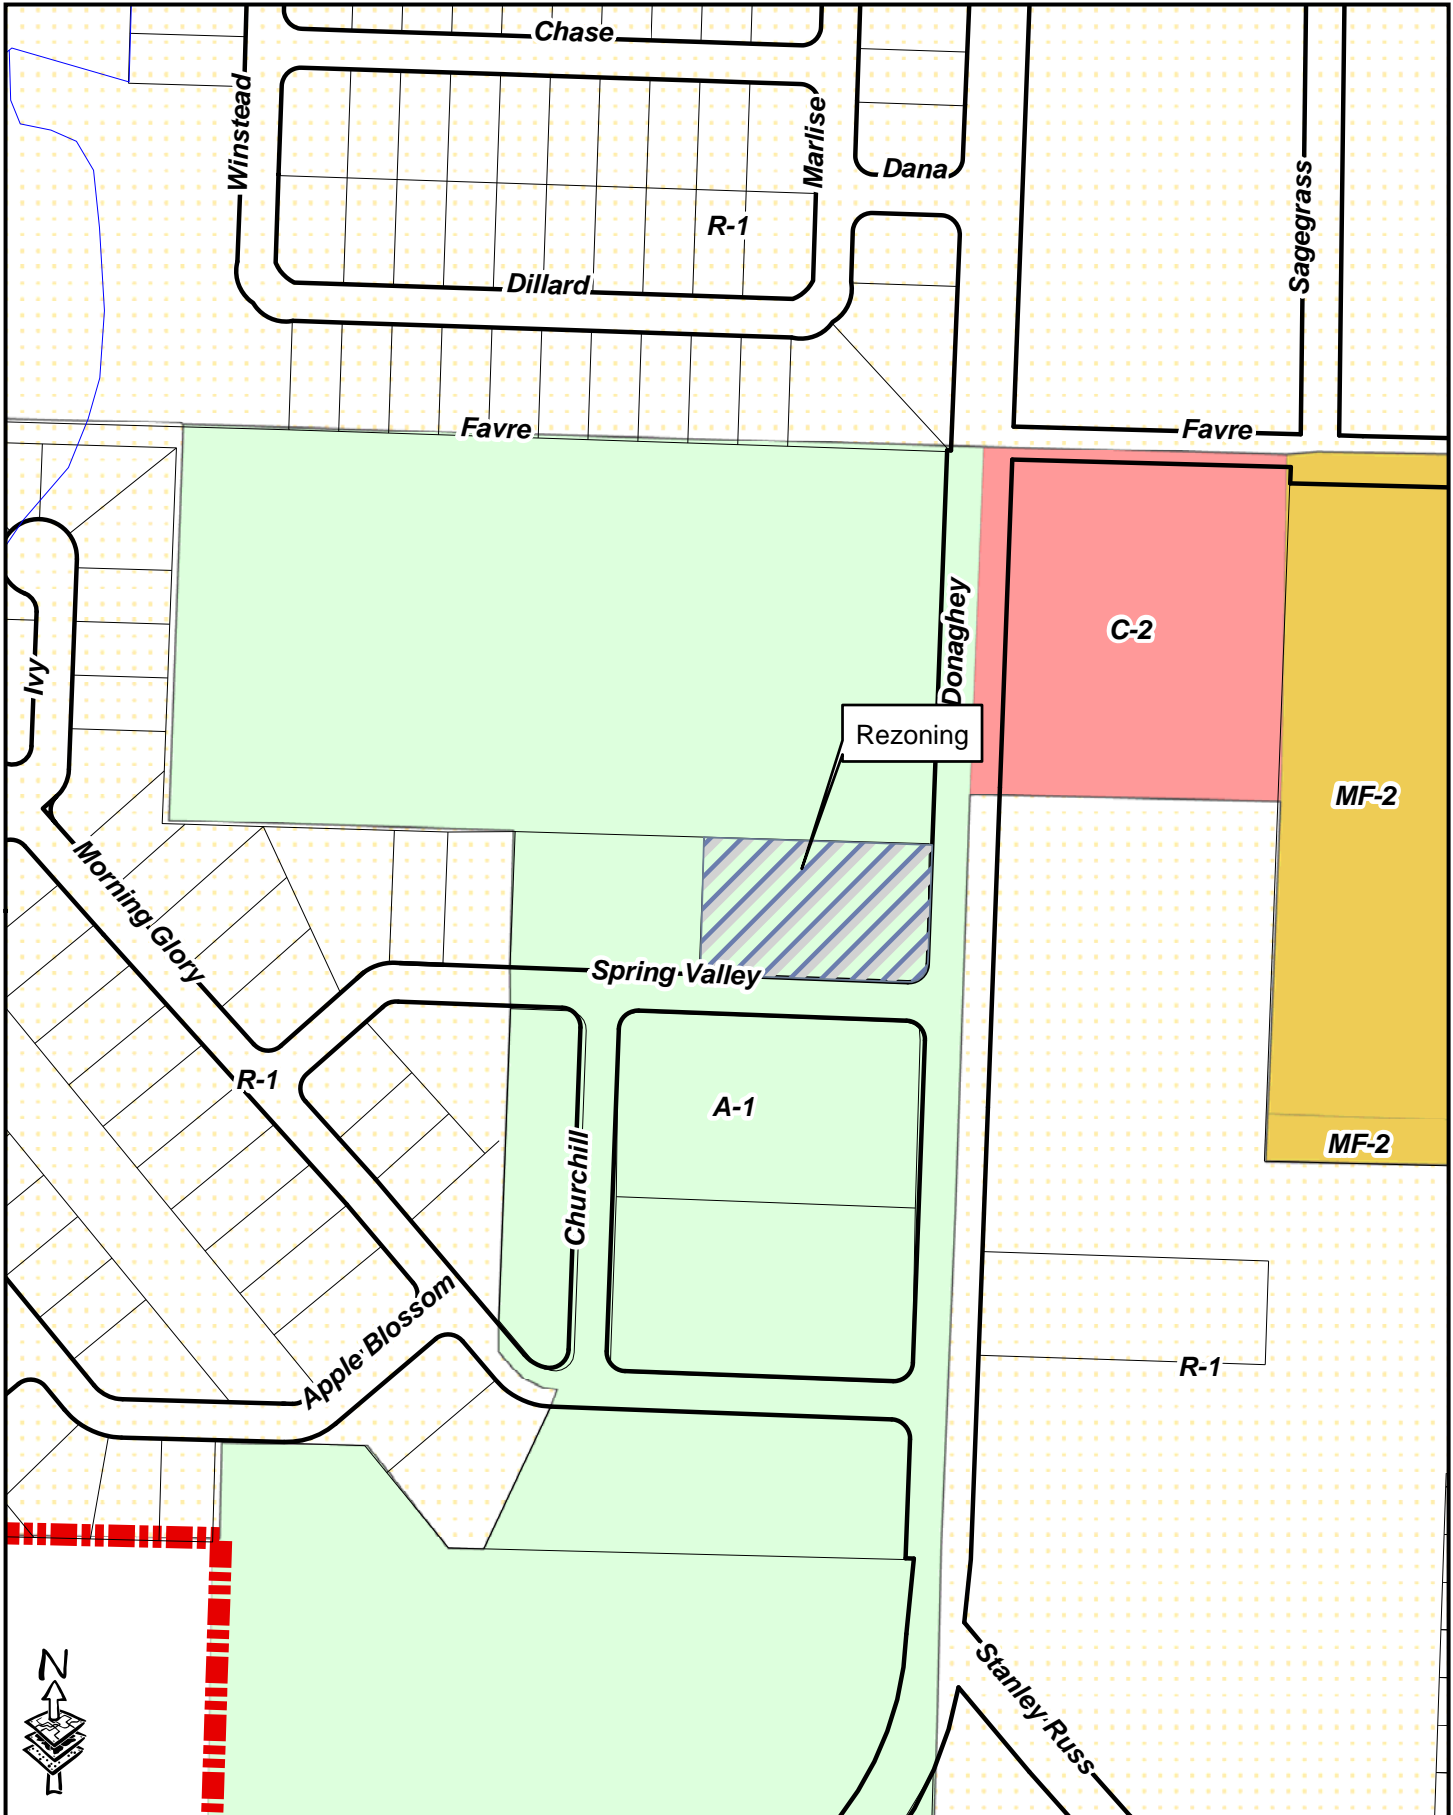 Chase
Winstead
Marlise
Dana
Sagegrass
R-1
Dillard
Favre
Favre
Donaghey
C-2
Ivy
Rezoning
MF-2
Morning Glory
Spring Valley
R-1
A-1
Churchill
MF-2
Apple Blossom
R-1
N
Stanley Russ